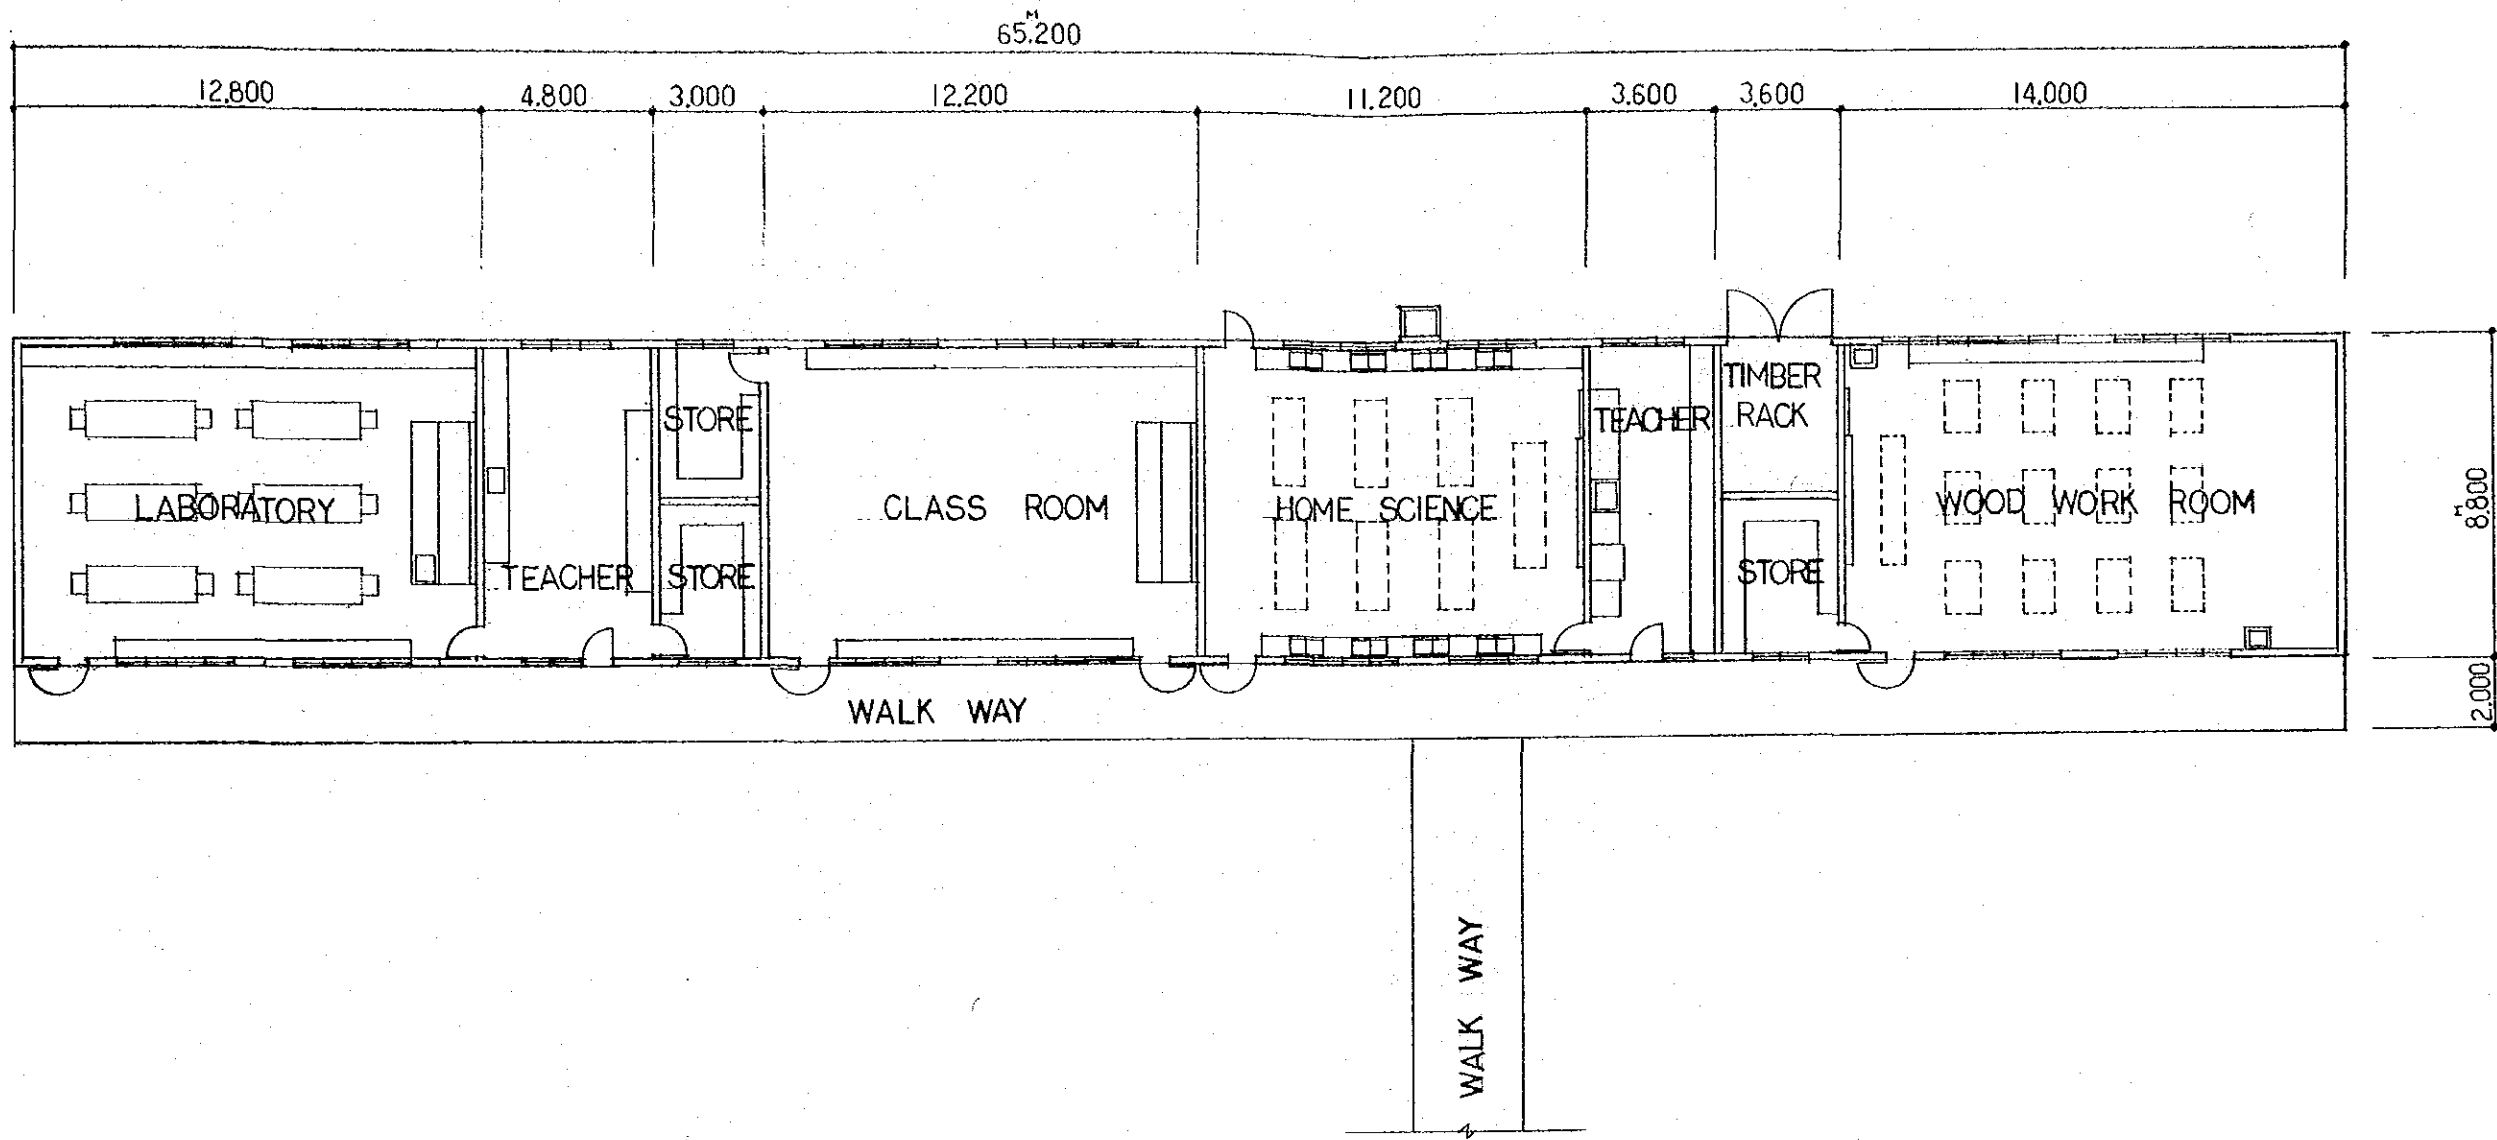 65.200 M
12.800 4.800 3.000 12.200 11.200 3.600 3.600 14.000
TIMBER
RACK
STORE
TEACHER
LABORATORY
CLASS ROOM
HOME SCIENCE
WOOD WORK ROOM
8.800 M
TEACHER
STORE
STORE
2.000
WALK WAY
WALK WAY